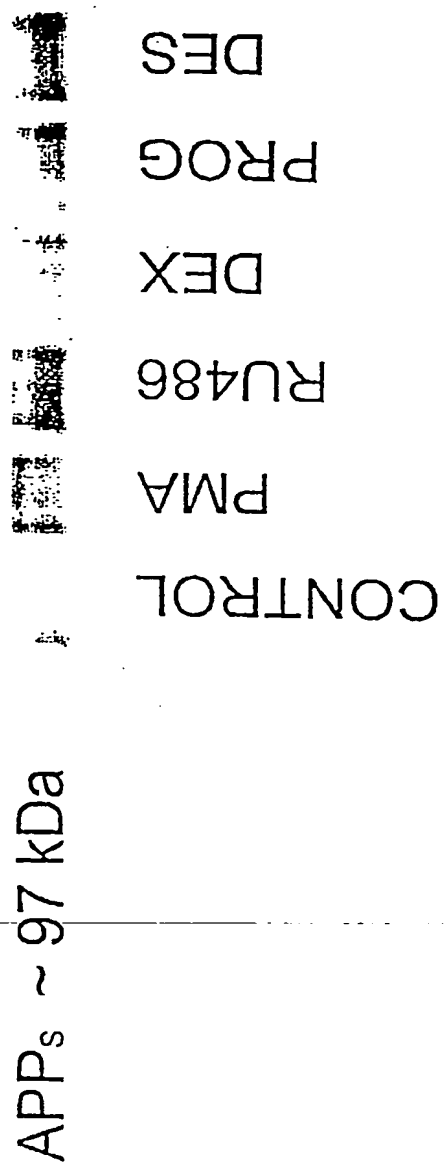 APPs ~ 97 kDa
CONTROL
PMA
RU486
DEX
PROG
DES